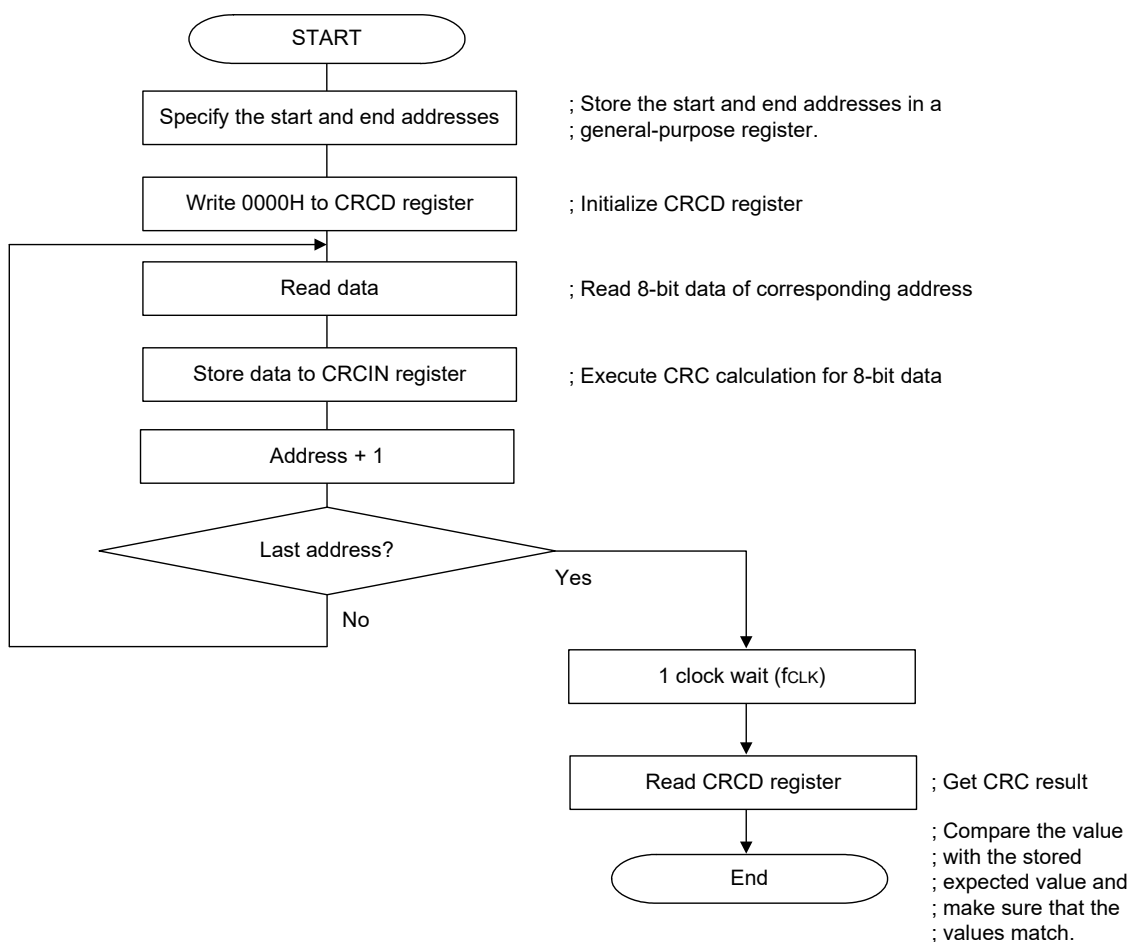 START
Specify the start and end addresses
; Store the start and end addresses in a
; general-purpose register.
Write 0000H to CRCD register
; Initialize CRCD register
Read data
; Read 8-bit data of corresponding address
Store data to CRCIN register
; Execute CRC calculation for 8-bit data
Address + 1
Last address?
Yes
No
1 clock wait (fCLK)
Read CRCD register
; Get CRC result
; Compare the value
; with the stored
; expected value and
; make sure that the
; values match.
End